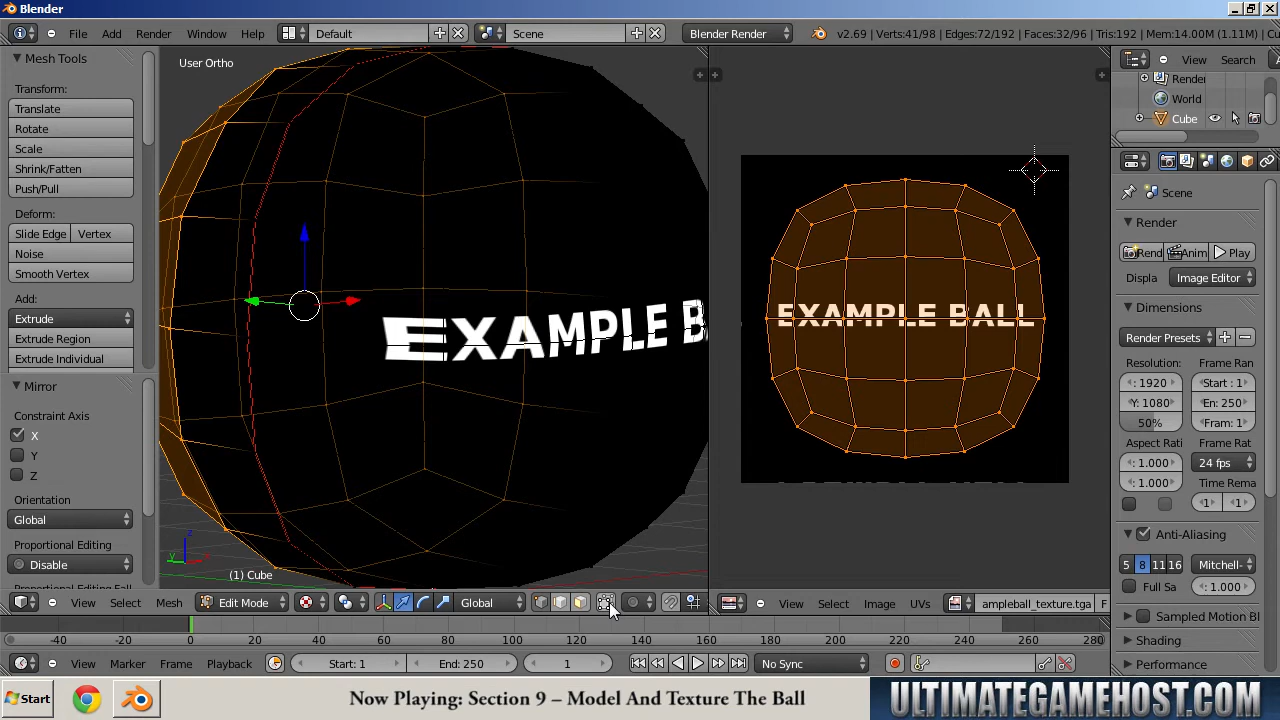 Blender
File Add Render Window Help Default Scene Blender Render v2.69 | Verts:41/98 | Edges:72/192 | Faces:32/96 | Tris:192 | Mem:14.00M (1.11M) | Cu
Mesh Tools
User Ortho
View Search
Transform:
Translate
Rotate
Scale
Shrink/Fatten
Push/Pull
Deform:
Slide Edge Vertex
Noise
Smooth Vertex
Add:
Extrude
Extrude Region
Extrude Individual
Mirror
Constraint Axis
X
Y
Z
Orientation
Global
Proportional Editing
Disable
EXAMPLE B
z
y
(1) Cube
EXAMPLE BALL
Render
World
Cube
Scene
Render
Rend Anim Play
Displa Image Editor
Dimensions
Render Presets
Resolution: Frame Ran
: 1920 Start : 1
Y: 1080 En: 250
50% Fram: 1
Aspect Rati Frame Rat
: 1.000 24 fps
: 1.000 Time Rema
Anti-Aliasing
5 8 11 16 Mitchell-
Full Sa : 1.000
Sampled Motion Bl
Shading
Performance
View Select Mesh Edit Mode Global
View Select Image UVs ampleball_texture.tga F
-40 -20 0 20 40 60 80 100 120 140 160 180 200 220 240 260 280
View Marker Frame Playback Start: 1 End: 250 1 No Sync
Start
Now Playing: Section 9 – Model And Texture The Ball
ULTIMATEGAMEHOST.COM